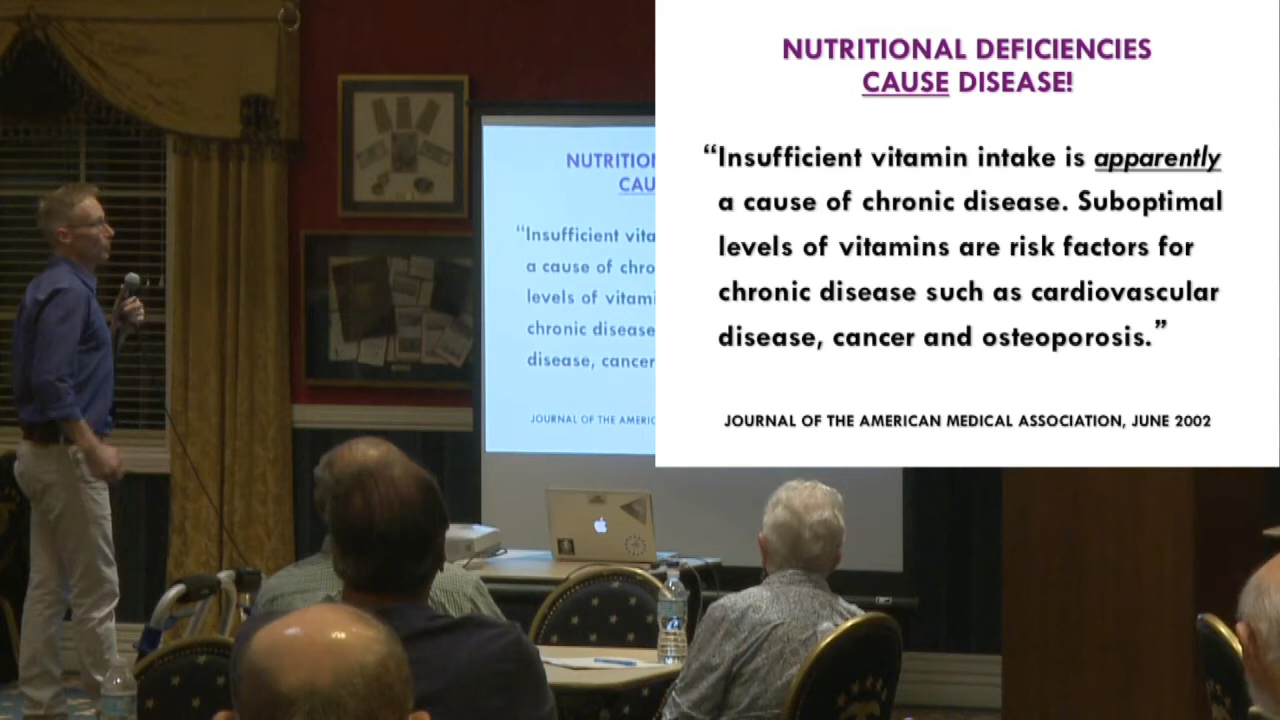 NUTRITIONAL DEFICIENCIES
CAUSE DISEASE!
“Insufficient vitamin intake is apparently
a cause of chronic disease. Suboptimal
levels of vitamins are risk factors for
chronic disease such as cardiovascular
disease, cancer and osteoporosis.”
JOURNAL OF THE AMERICAN MEDICAL ASSOCIATION, JUNE 2002
NUTRITIO
CAU
“Insufficient vita
a cause of chro
levels of vitami
chronic disease
disease, cancer
JOURNAL OF THE AMERIC